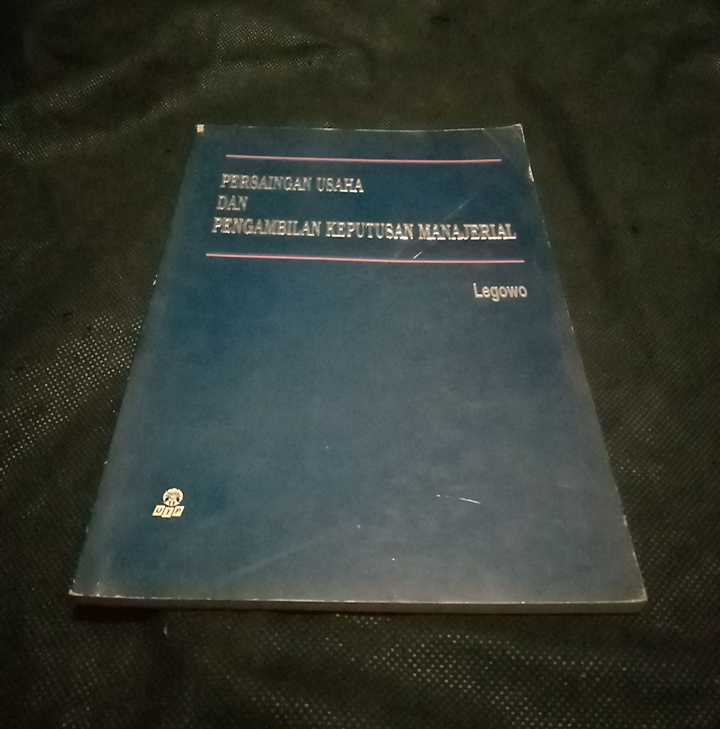 PERSAINGAN USAHA
DAN
PENGAMBILAN KEPUTUSAN MANAJERIAL
Legowo